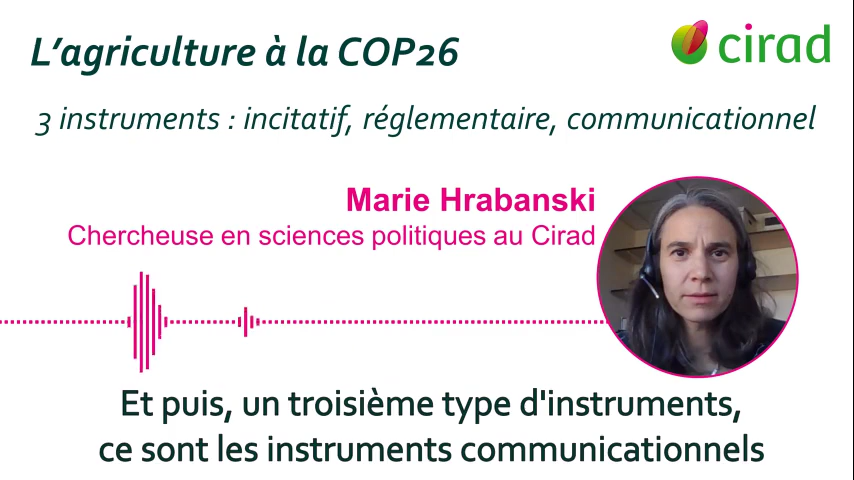 L'agriculture à la COP26
cirad
3 instruments : incitatif, réglementaire, communicationnel
Marie Hrabanski
Chercheuse en sciences politiques au Cirad
Et puis, un troisième type d'instruments,
ce sont les instruments communicationnels